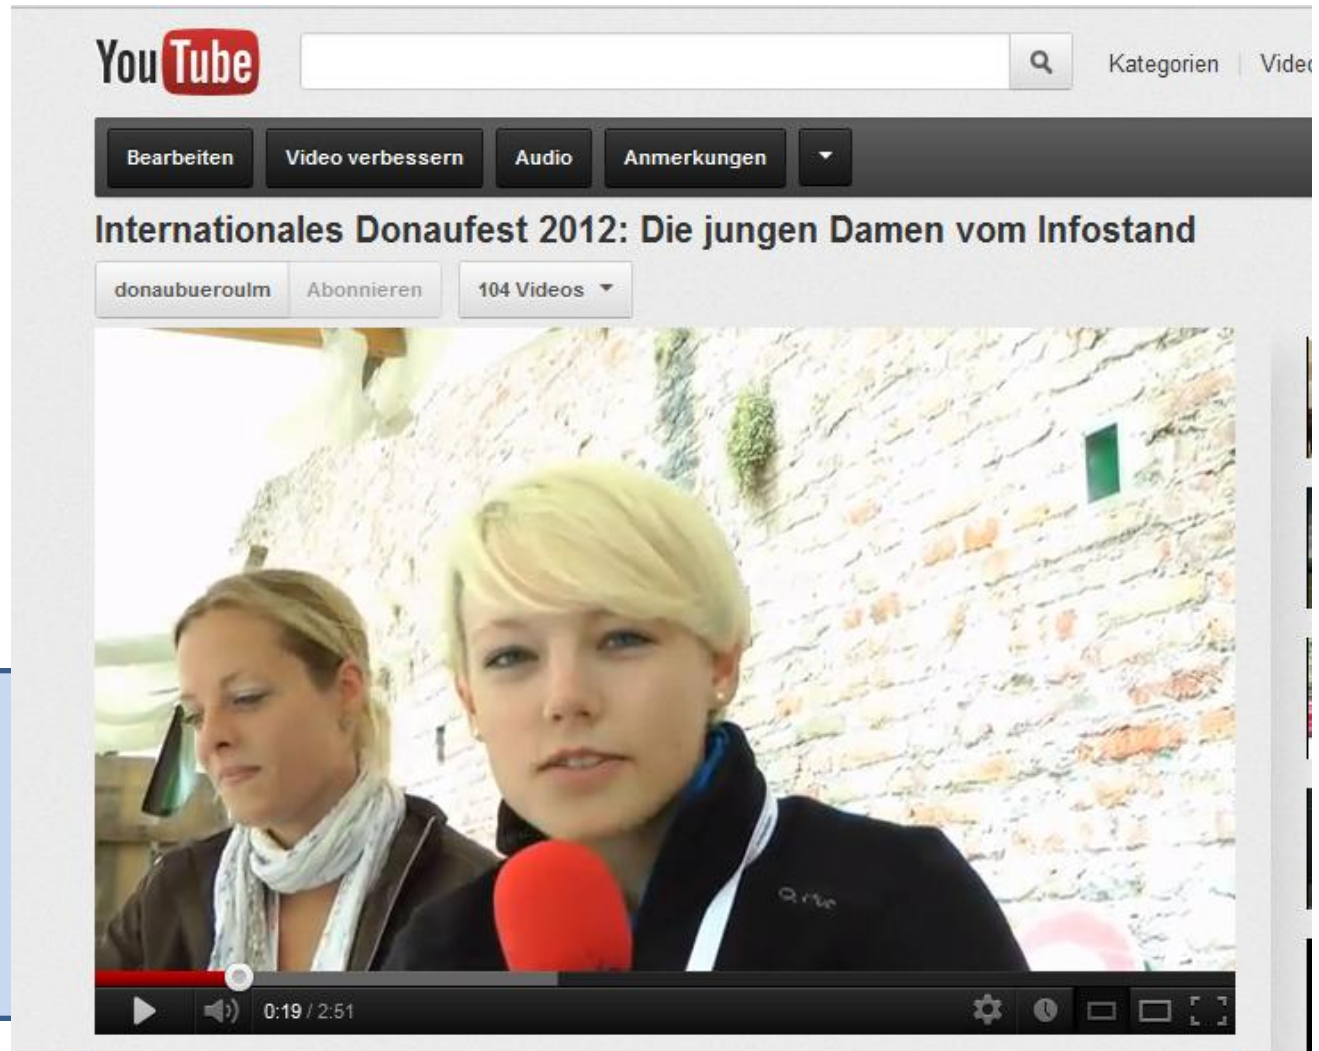 YouTube
Kategorien
Bearbeiten Video verbessern Audio Anmerkungen
Internationales Donaufest 2012: Die jungen Damen vom Infostand
donaubueroulm Abonnieren 104 Videos
0:19 / 2:51